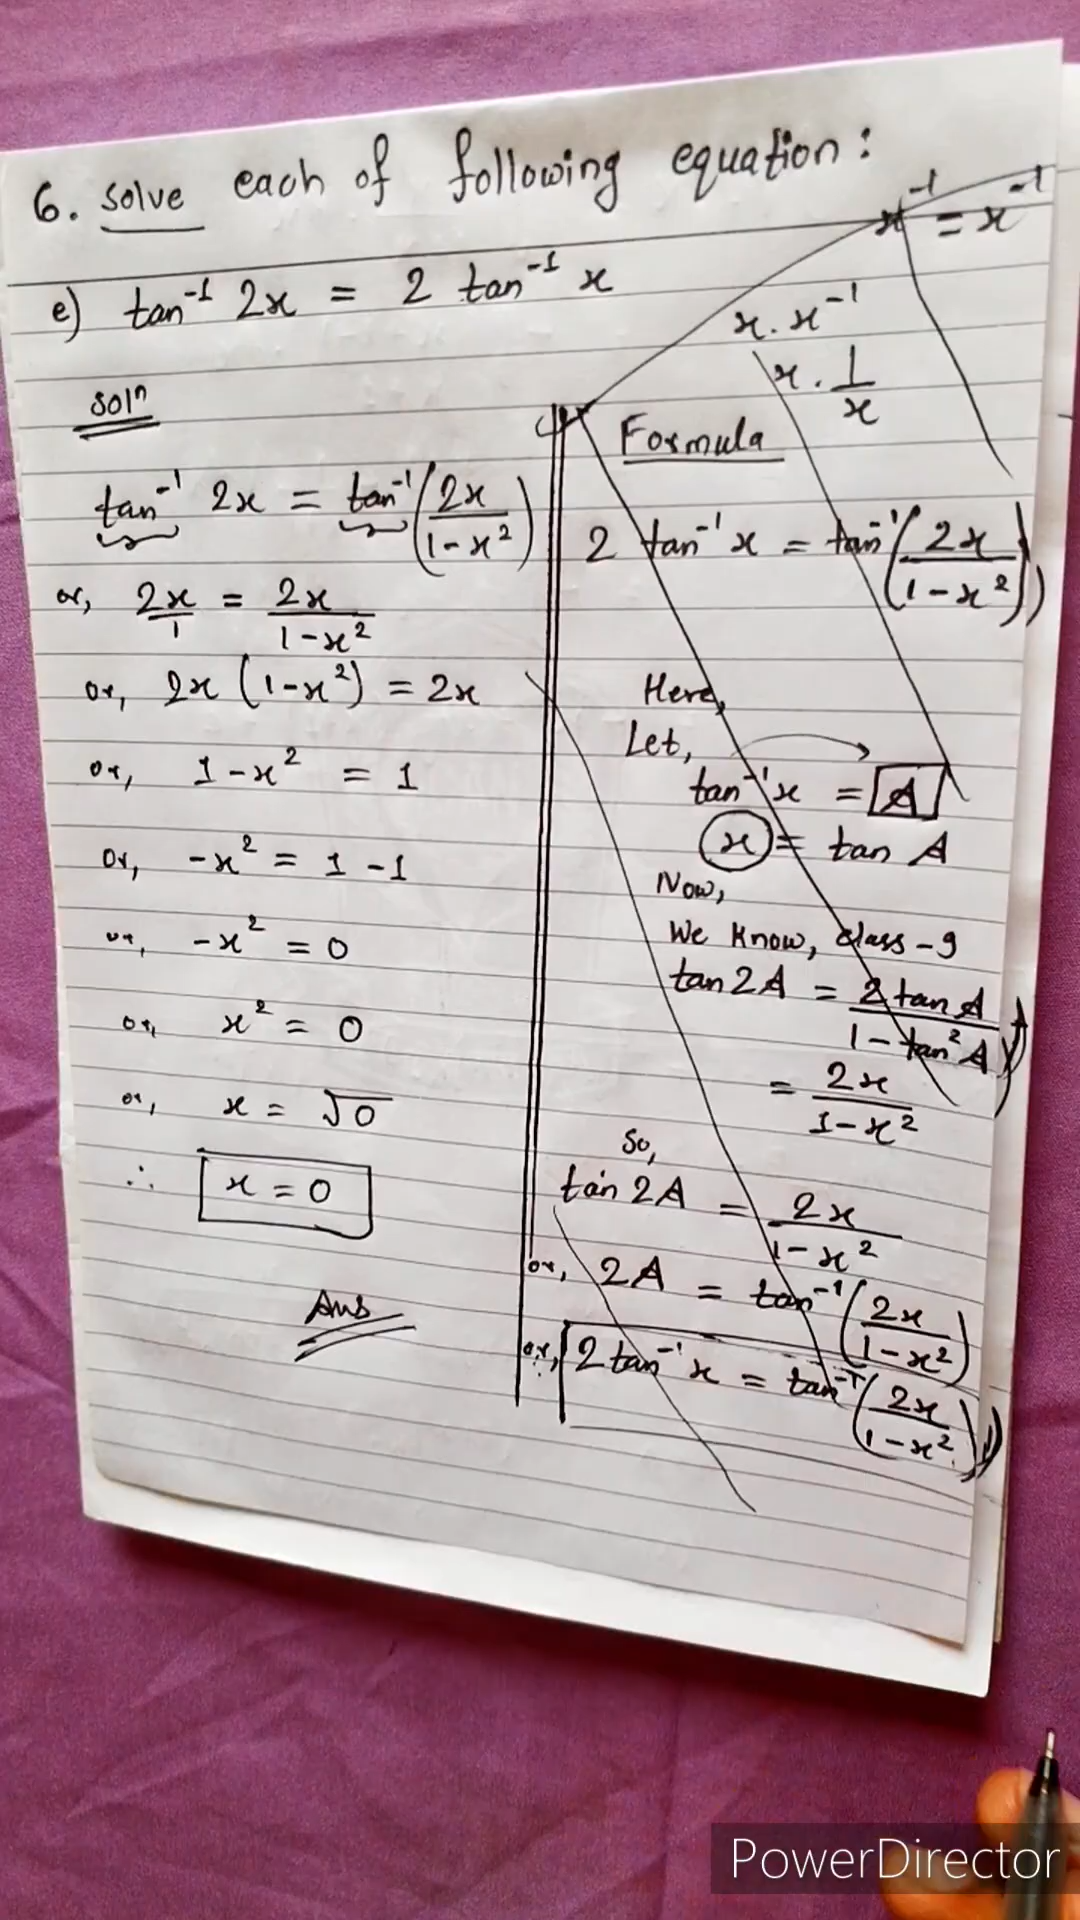 6. solve each of following equation:
x⁻¹ = x⁻¹
e) tan⁻¹ 2x = 2 tan⁻¹ x
x . x⁻¹
x . 1/x
solⁿ
tan⁻¹ 2x = tan⁻¹ (2x/(1-x²))
or, 2x/1 = 2x/(1-x²)
or, 2x (1-x²) = 2x
or, 1-x² = 1
or, -x² = 1-1
or, -x² = 0
or, x² = 0
or, x = √0
∴ x = 0
Ans
Formula
2 tan⁻¹ x = tan⁻¹ (2x/(1-x²))
Here,
Let,
tan⁻¹ x = A
x = tan A
Now,
We Know, class-9
tan 2A = 2 tan A/(1-tan² A)
= 2x/(1-x²)
So,
tan 2A = 2x/(1-x²)
or, 2A = tan⁻¹ (2x/(1-x²))
or, 2 tan⁻¹ x = tan⁻¹ (2x/(1-x²))
PowerDirector